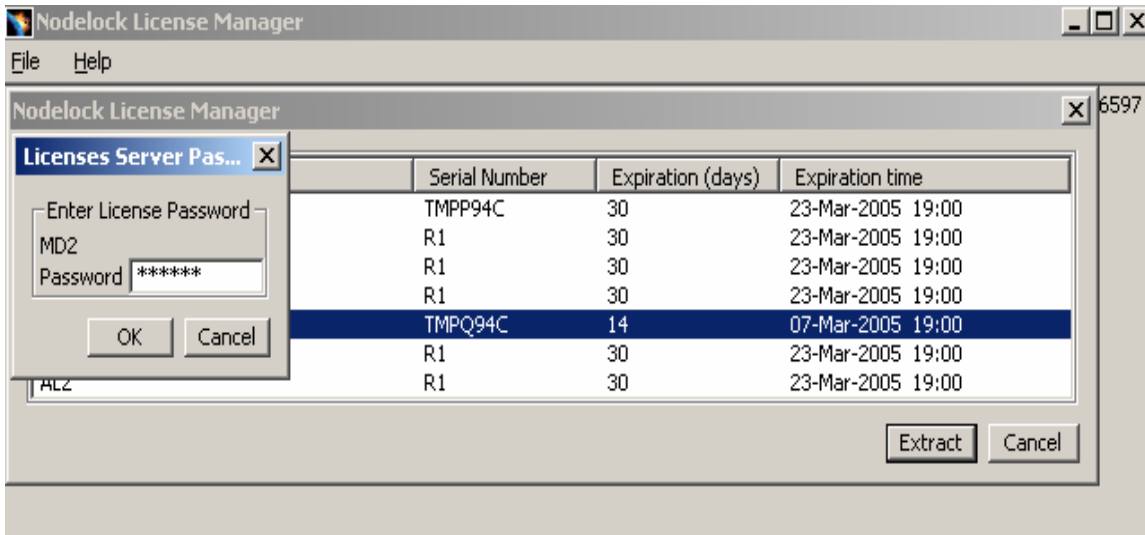 Nodelock License Manager
File Help
Nodelock License Manager
6597
Licenses Server Pas...
Serial Number Expiration (days) Expiration time
Enter License Password
MD2
Password ******
OK Cancel
TMPP94C 30 23-Mar-2005 19:00
R1 30 23-Mar-2005 19:00
R1 30 23-Mar-2005 19:00
R1 30 23-Mar-2005 19:00
TMPQ94C 14 07-Mar-2005 19:00
R1 30 23-Mar-2005 19:00
AL2 R1 30 23-Mar-2005 19:00
Extract Cancel